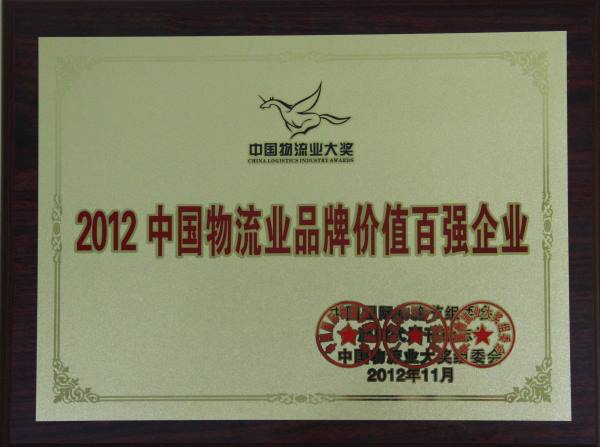 中国物流业大奖
CHINA LOGISTICS INDUSTRY AWARDS
2012 中国物流业品牌价值百强企业
中国物流业大奖组委会
2012年11月